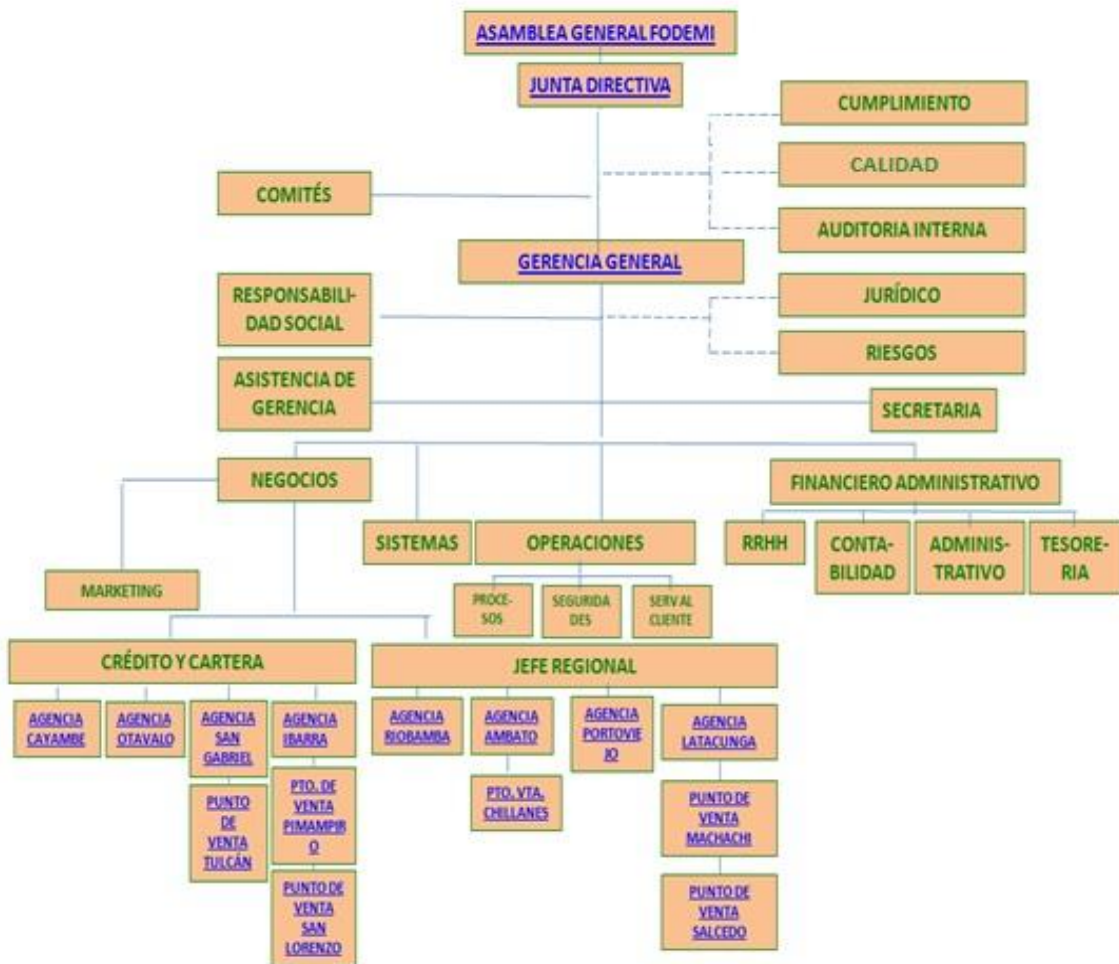 ASAMBLEA GENERAL FODEMI
JUNTA DIRECTIVA
CUMPLIMIENTO
CALIDAD
COMITÉS
AUDITORIA INTERNA
GERENCIA GENERAL
RESPONSABILI-
DAD SOCIAL
JURÍDICO
RIESGOS
ASISTENCIA DE
GERENCIA
SECRETARIA
NEGOCIOS
FINANCIERO ADMINISTRATIVO
SISTEMAS
OPERACIONES
RRHH
CONTA-
BILIDAD
ADMINIS-
TRATIVO
TESORE-
RIA
MARKETING
PROCE-
SOS
SEGURIDA
DES
SERV AL
CLIENTE
CRÉDITO Y CARTERA
JEFE REGIONAL
AGENCIA
CAYAMBE
AGENCIA
OTAVALO
AGENCIA
SAN
GABRIEL
AGENCIA
IBARRA
AGENCIA
RIOBAMBA
AGENCIA
AMBATO
AGENCIA
PORTOVIE
JO
AGENCIA
LATACUNGA
PUNTO
DE
VENTA
TULCÁN
PTO. DE
VENTA
PIMAMPIR
O
PTO. VTA.
CHILLANES
PUNTO DE
VENTA
MACHACHI
PUNTO DE
VENTA
SAN
LORENZO
PUNTO DE
VENTA
SALCEDO